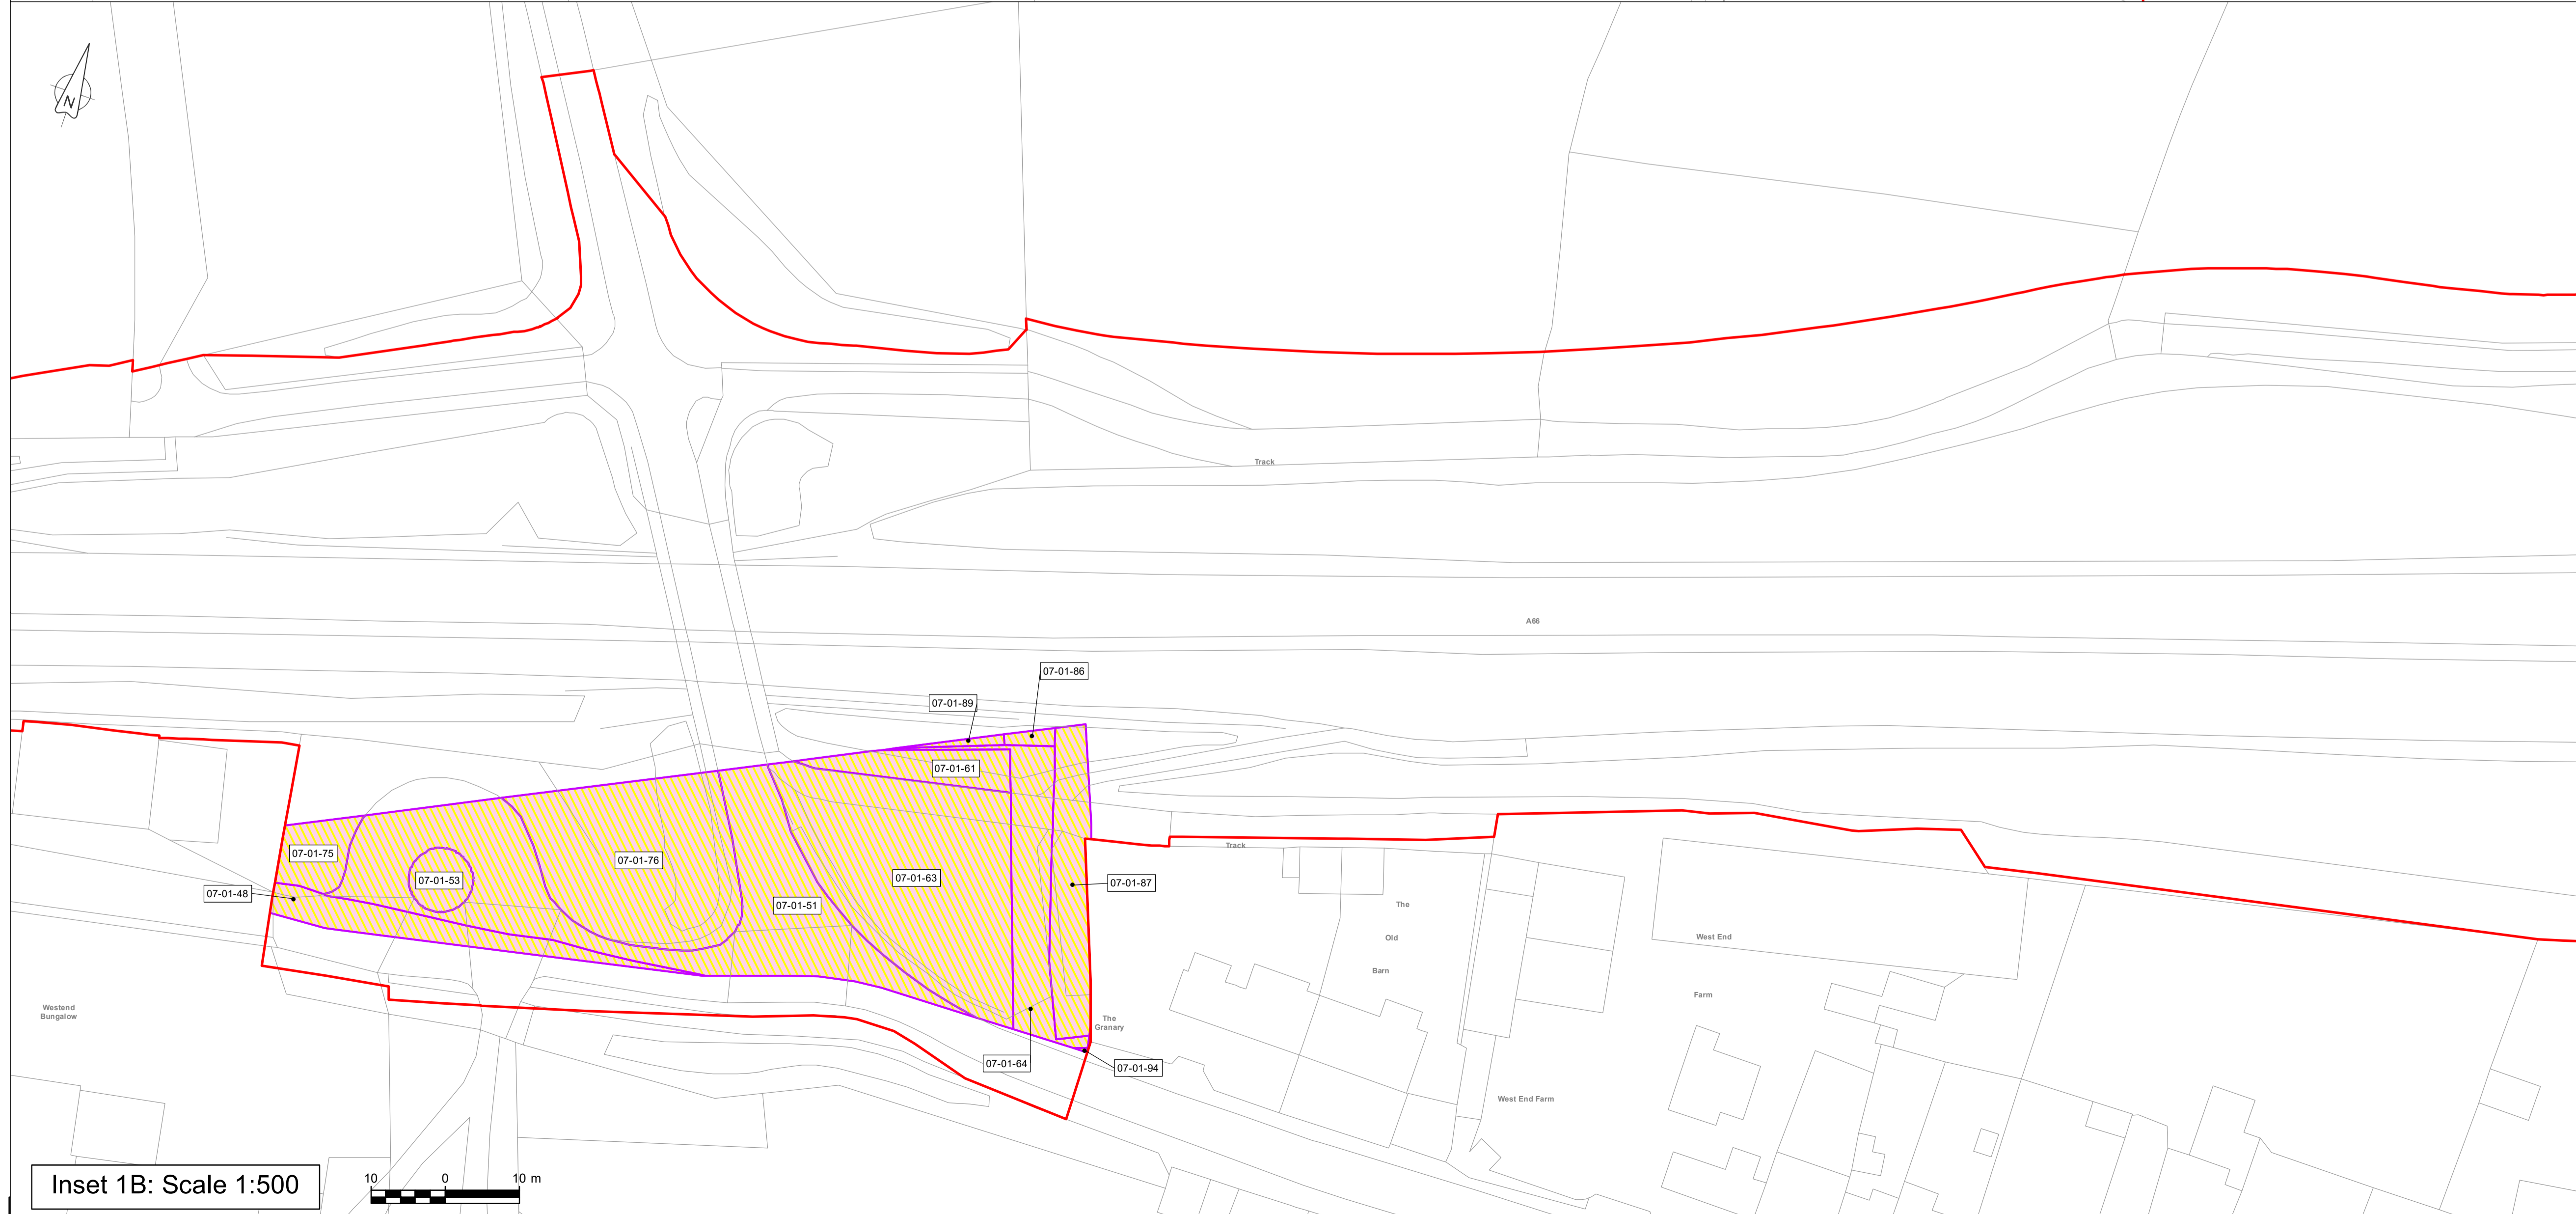 N
Track
A66
07-01-86
07-01-89
07-01-61
07-01-75
07-01-76
07-01-53
07-01-63
07-01-87
07-01-48
07-01-51
Track
The
Old
Barn
West End
Farm
Westend
Bungalow
The
Granary
07-01-64
07-01-94
West End Farm
Inset 1B: Scale 1:500
10 0 10 m